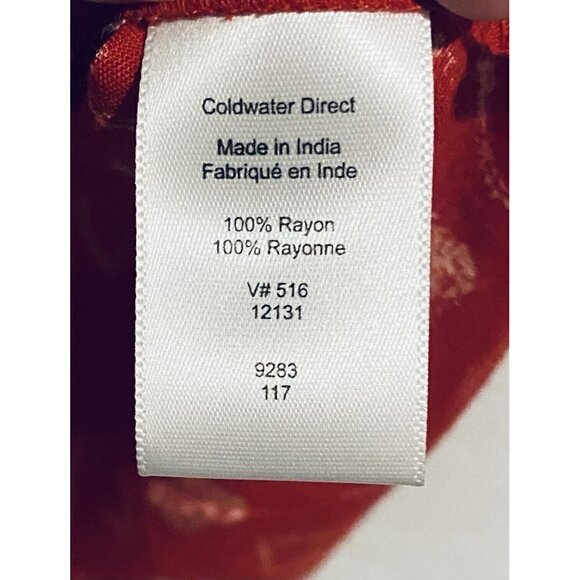 Coldwater Direct
Made in India
Fabriqué en Inde
100% Rayon
100% Rayonne
V# 516
12131
9283
117